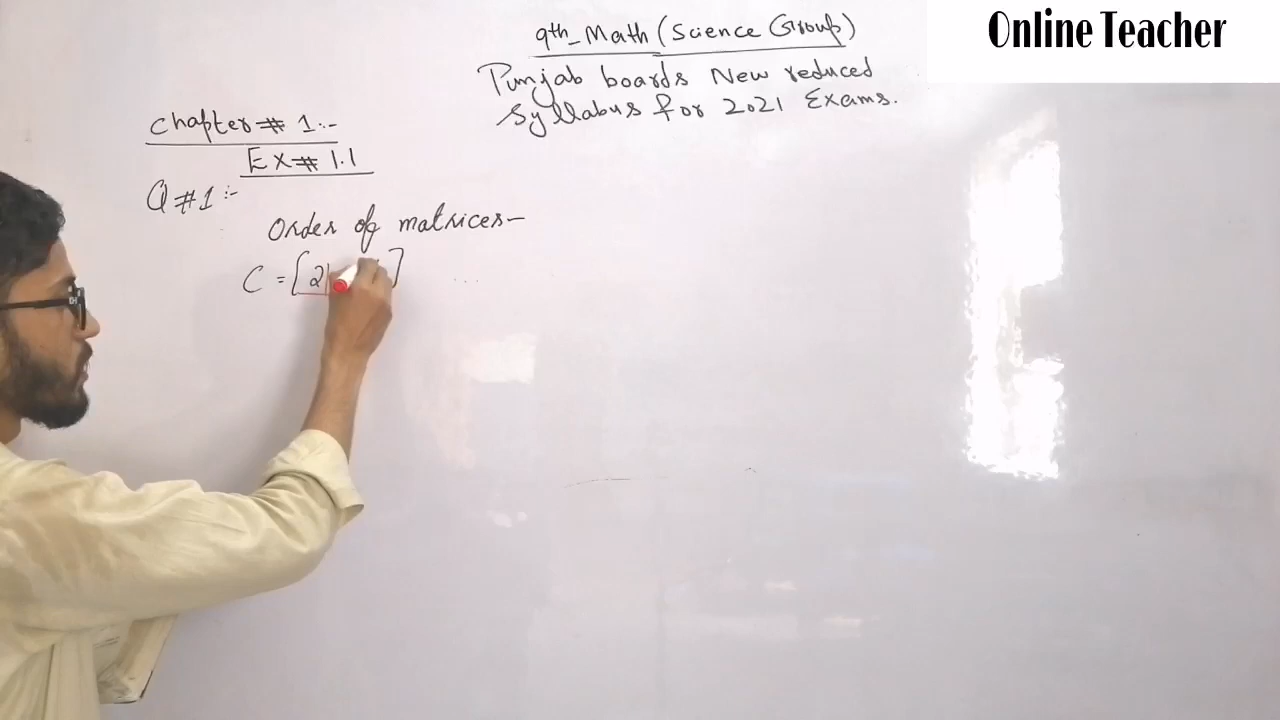 Online Teacher
9th_Math (Science Group)
Punjab boards New reduced
Syllabus for 2021 Exams.
Chapter # 1:-
Ex # 1.1
Q #1:-
Order of matrices-
C = [2 ]